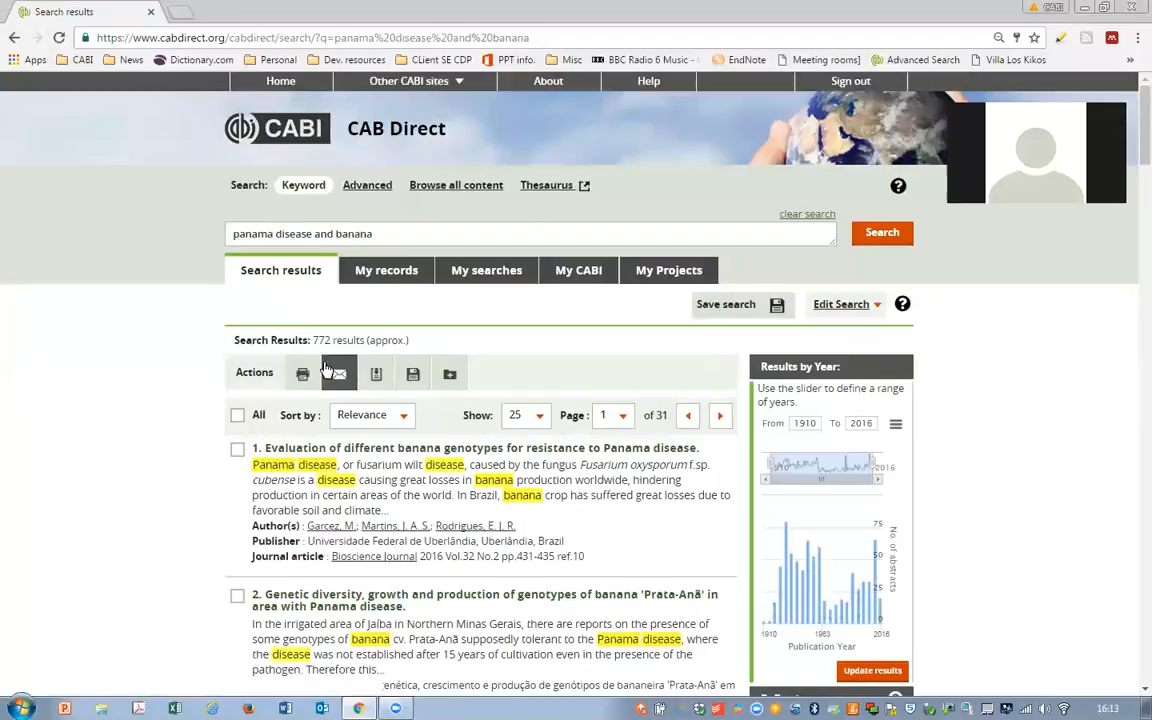 Search results
CABI
https://www.cabdirect.org/cabdirect/search/?q=panama%20disease%20and%20banana
Apps CABI News Dictionary.com Personal Dev. resources CLient SE CDP PPT info. Misc BBC Radio 6 Music - EndNote Meeting rooms] Advanced Search Villa Los Kikos »
Home Other CABI sites About Help Sign out
CABI CAB Direct
Search: Keyword Advanced Browse all content Thesaurus
clear search
panama disease and banana Search
Search results My records My searches My CABI My Projects
Save search Edit Search
Search Results: 772 results (approx.)
Actions
All Sort by : Relevance Show: 25 Page : 1 of 31
1. Evaluation of different banana genotypes for resistance to Panama disease.
Panama disease, or fusarium wilt disease, caused by the fungus Fusarium oxysporum f.sp.
cubense is a disease causing great losses in banana production worldwide, hindering
production in certain areas of the world. In Brazil, banana crop has suffered great losses due to
favorable soil and climate...
Author(s) : Garcez, M.; Martins, J. A. S.; Rodrigues, E. J. R.
Publisher : Universidade Federal de Uberlândia, Uberlândia, Brazil
Journal article : Bioscience Journal 2016 Vol.32 No.2 pp.431-435 ref.10
2. Genetic diversity, growth and production of genotypes of banana 'Prata-Anã' in
area with Panama disease.
In the irrigated area of Jaíba in Northern Minas Gerais, there are reports on the presence of
some genotypes of banana cv. Prata-Anã supposedly tolerant to the Panama disease, where
the disease was not established after 15 years of cultivation even in the presence of the
pathogen. Therefore this...
genética, crescimento e produção de genótipos de bananeira 'Prata-Anã' em
Results by Year:
Use the slider to define a range
of years.
From 1910 To 2016
2016
75
50
25
0
No. of abstracts
1910 1963 2016
Publication Year
Update results
16:13